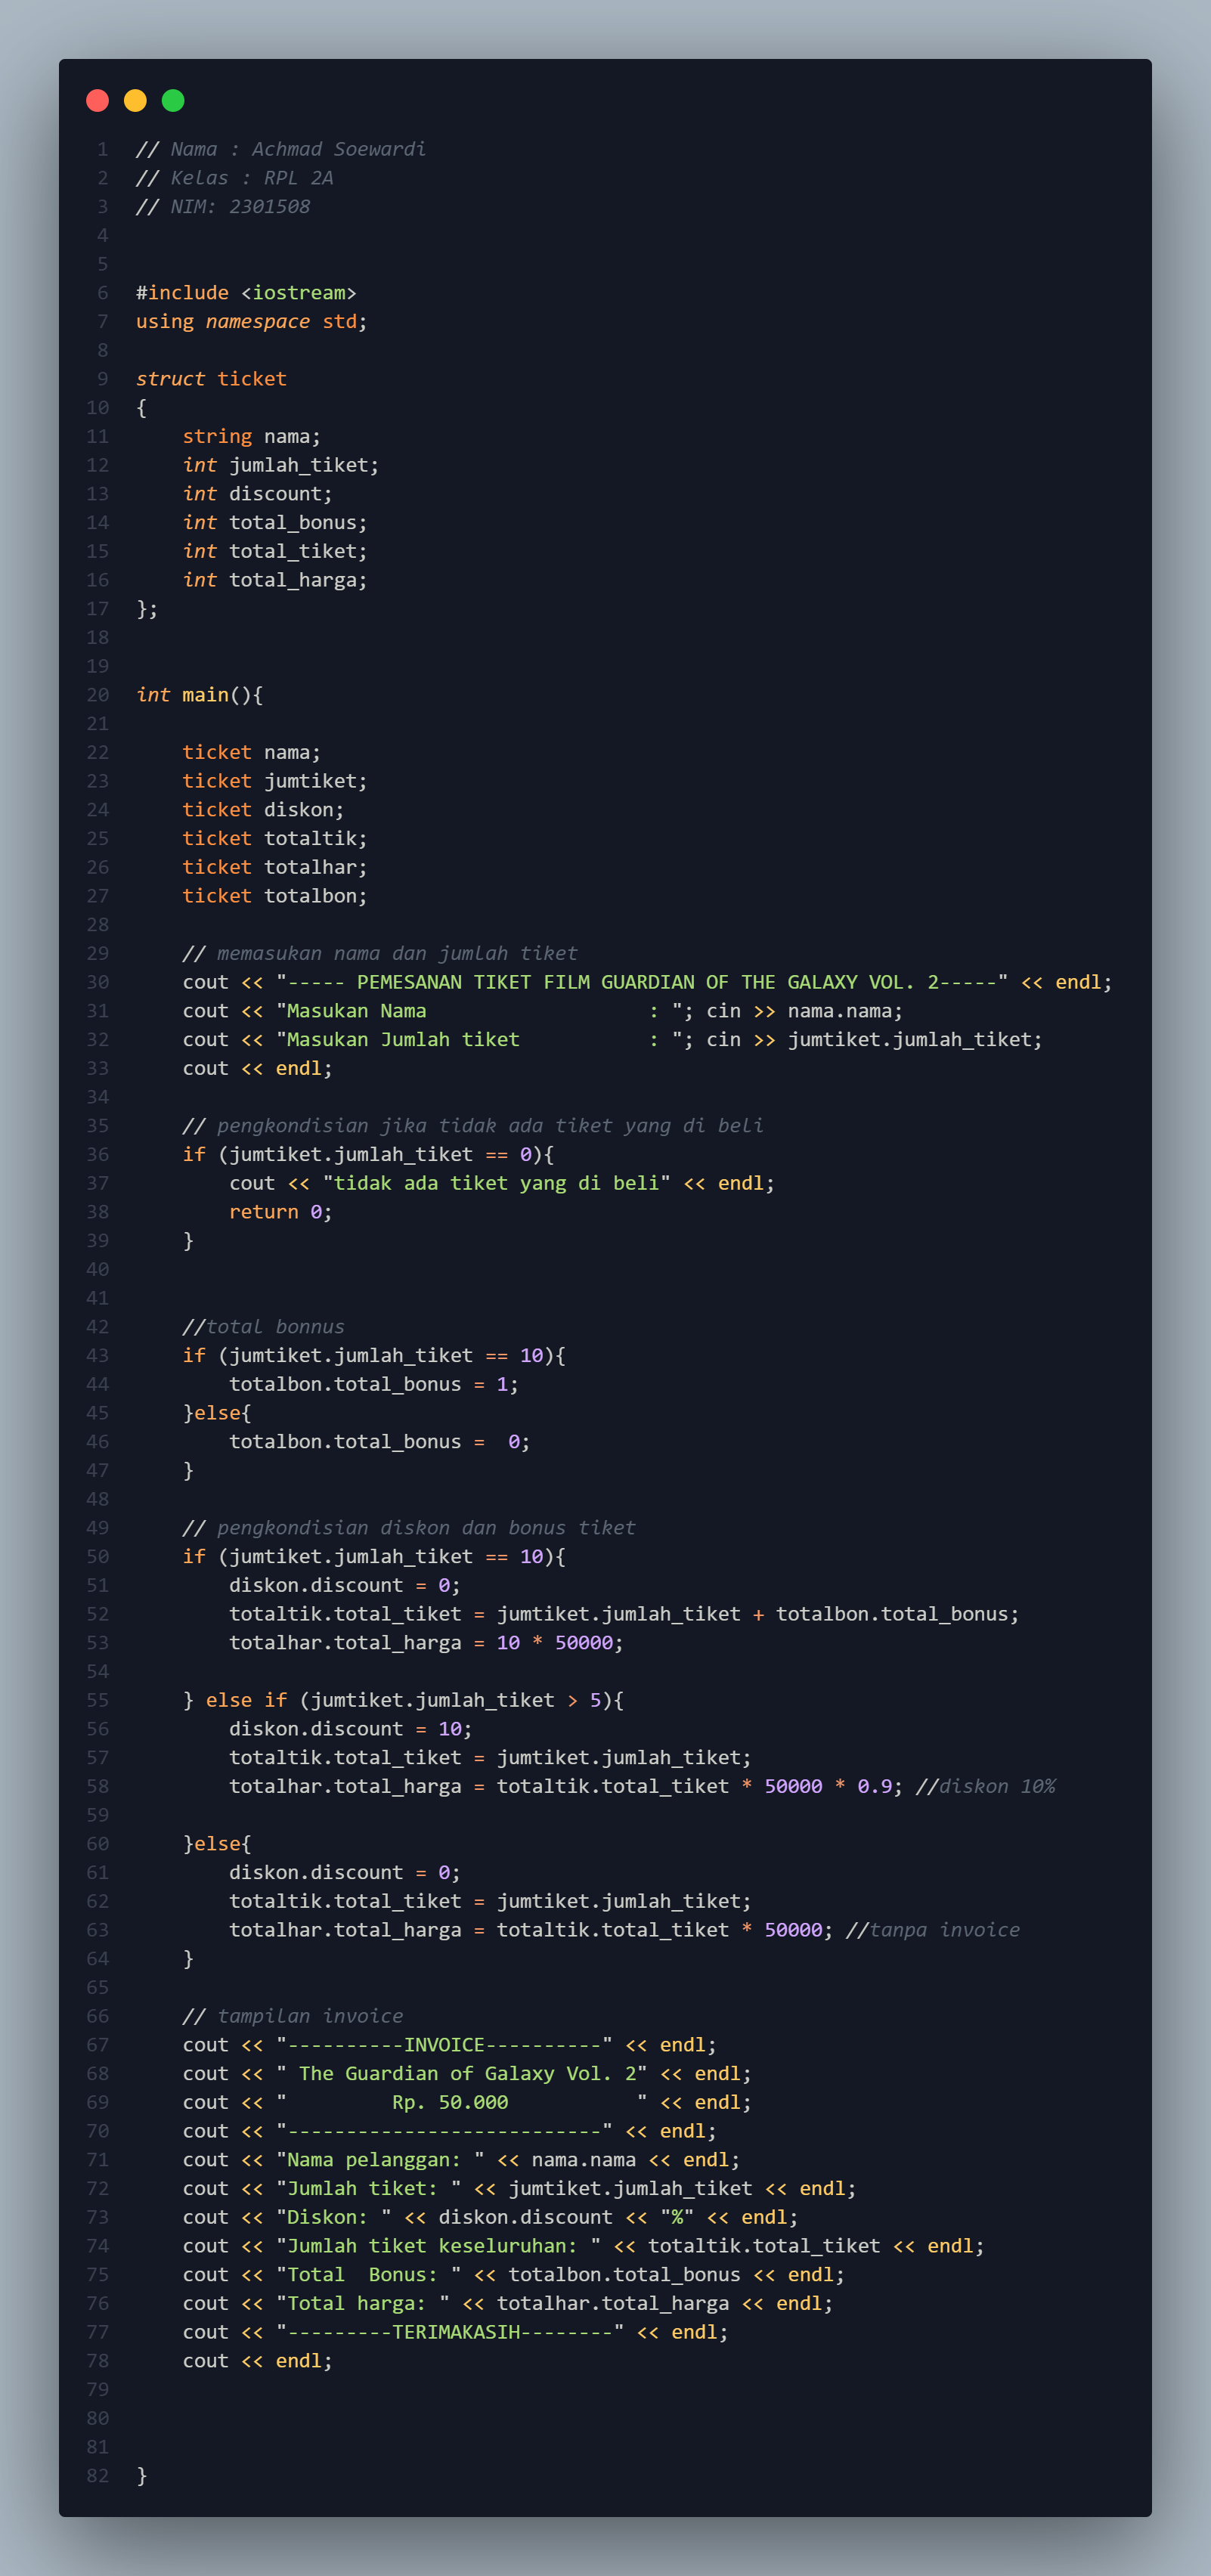 1 // Nama : Achmad Soewardi
2 // Kelas : RPL 2A
3 // NIM: 2301508
4
5
6 #include <iostream>
7 using namespace std;
8
9 struct ticket
10 {
11     string nama;
12     int jumlah_tiket;
13     int discount;
14     int total_bonus;
15     int total_tiket;
16     int total_harga;
17 };
18
19
20 int main(){
21
22     ticket nama;
23     ticket jumtiket;
24     ticket diskon;
25     ticket totaltik;
26     ticket totalhar;
27     ticket totalbon;
28
29     // memasukan nama dan jumlah tiket
30     cout << "----- PEMESANAN TIKET FILM GUARDIAN OF THE GALAXY VOL. 2-----" << endl;
31     cout << "Masukan Nama                   : "; cin >> nama.nama;
32     cout << "Masukan Jumlah tiket           : "; cin >> jumtiket.jumlah_tiket;
33     cout << endl;
34
35     // pengkondisian jika tidak ada tiket yang di beli
36     if (jumtiket.jumlah_tiket == 0){
37         cout << "tidak ada tiket yang di beli" << endl;
38         return 0;
39     }
40
41
42     //total bonnus
43     if (jumtiket.jumlah_tiket == 10){
44         totalbon.total_bonus = 1;
45     }else{
46         totalbon.total_bonus =  0;
47     }
48
49     // pengkondisian diskon dan bonus tiket
50     if (jumtiket.jumlah_tiket == 10){
51         diskon.discount = 0;
52         totaltik.total_tiket = jumtiket.jumlah_tiket + totalbon.total_bonus;
53         totalhar.total_harga = 10 * 50000;
54
55     } else if (jumtiket.jumlah_tiket > 5){
56         diskon.discount = 10;
57         totaltik.total_tiket = jumtiket.jumlah_tiket;
58         totalhar.total_harga = totaltik.total_tiket * 50000 * 0.9; //diskon 10%
59
60     }else{
61         diskon.discount = 0;
62         totaltik.total_tiket = jumtiket.jumlah_tiket;
63         totalhar.total_harga = totaltik.total_tiket * 50000; //tanpa invoice
64     }
65
66     // tampilan invoice
67     cout << "----------INVOICE----------" << endl;
68     cout << " The Guardian of Galaxy Vol. 2" << endl;
69     cout << "         Rp. 50.000           " << endl;
70     cout << "---------------------------" << endl;
71     cout << "Nama pelanggan: " << nama.nama << endl;
72     cout << "Jumlah tiket: " << jumtiket.jumlah_tiket << endl;
73     cout << "Diskon: " << diskon.discount << "%" << endl;
74     cout << "Jumlah tiket keseluruhan: " << totaltik.total_tiket << endl;
75     cout << "Total  Bonus: " << totalbon.total_bonus << endl;
76     cout << "Total harga: " << totalhar.total_harga << endl;
77     cout << "---------TERIMAKASIH--------" << endl;
78     cout << endl;
79
80
81
82 }